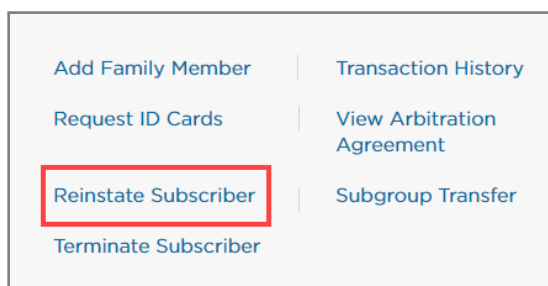 Add Family Member
Transaction History
Request ID Cards
View Arbitration
Agreement
Reinstate Subscriber
Subgroup Transfer
Terminate Subscriber